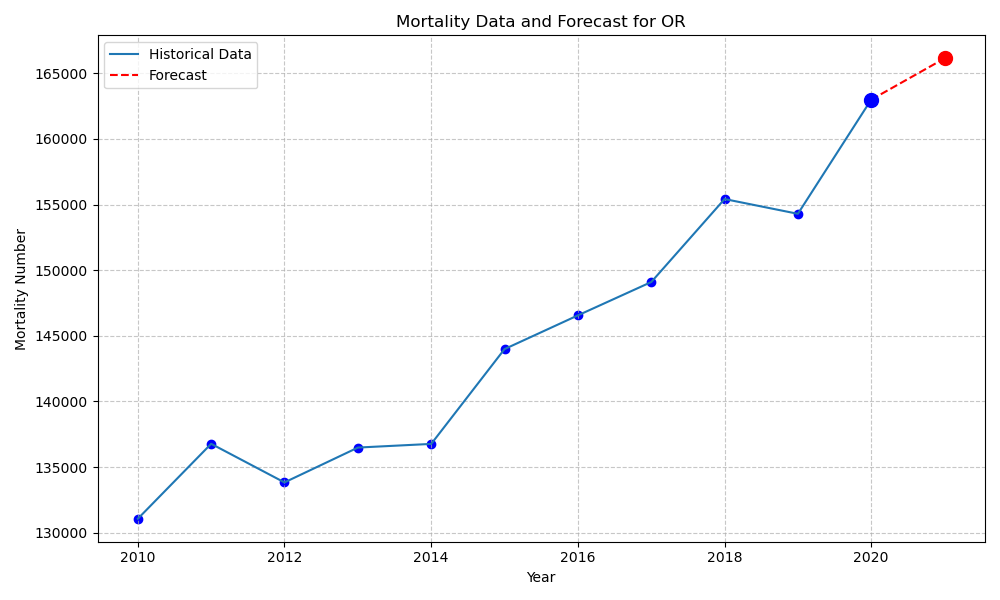 Mortality Data and Forecast for OR
Historical Data
Forecast
Mortality Number
165000
160000
155000
150000
145000
140000
135000
130000
2010
2012
2014
2016
2018
2020
Year